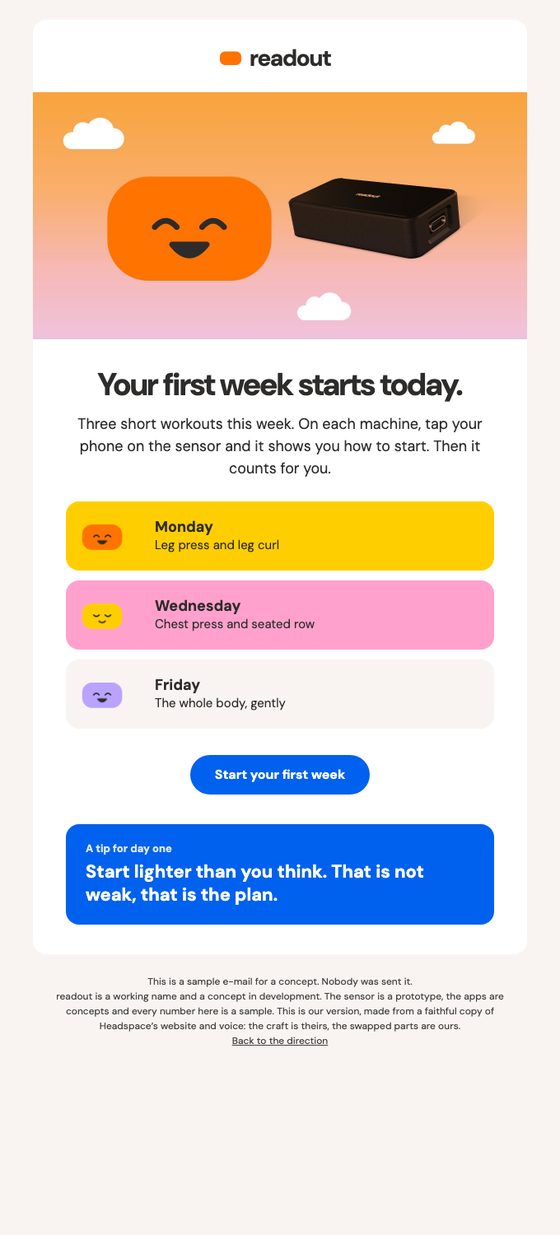 readout
readout
Your first week starts today.
Three short workouts this week. On each machine, tap your
phone on the sensor and it shows you how to start. Then it
counts for you.
Monday
Leg press and leg curl
Wednesday
Chest press and seated row
Friday
The whole body, gently
Start your first week
A tip for day one
Start lighter than you think. That is not
weak, that is the plan.
This is a sample e-mail for a concept. Nobody was sent it.
readout is a working name and a concept in development. The sensor is a prototype, the apps are
concepts and every number here is a sample. This is our version, made from a faithful copy of
Headspace’s website and voice: the craft is theirs, the swapped parts are ours.
Back to the direction